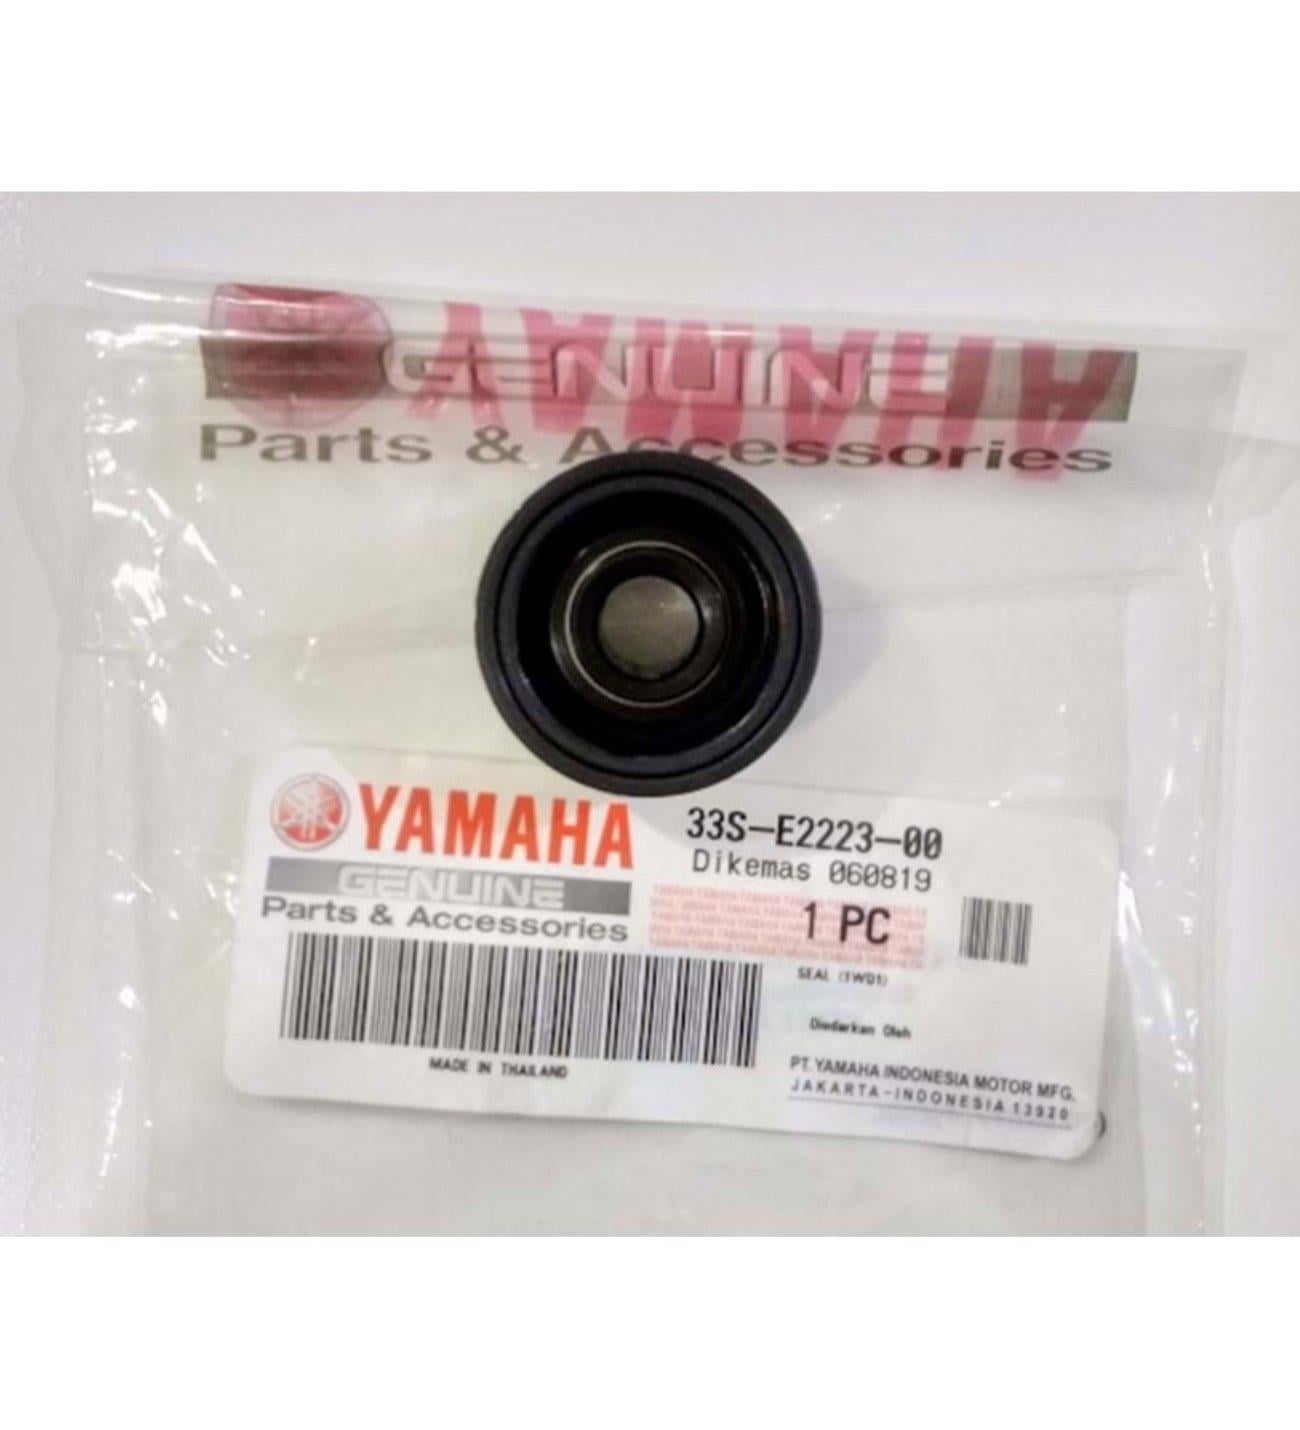 YAMAHA
GENUINE
Parts & Accessories
YAMAHA
GENUINE
Parts & Accessories
MADE IN THAILAND
33S-E2223-00
Dikemas 060819
1 PC
SEAL (1WD1)
Diedarkan Oleh
PT. YAMAHA INDONESIA MOTOR MFG.
JAKARTA-INDONESIA 13920